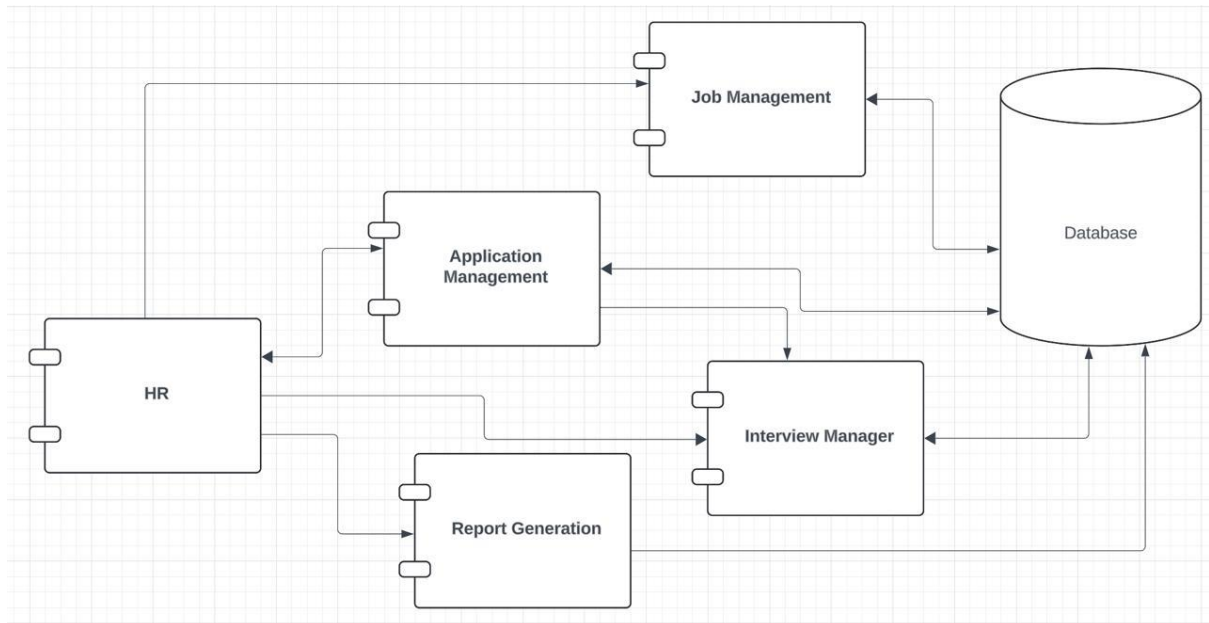 Job Management
Database
Application
Management
HR
Interview Manager
Report Generation